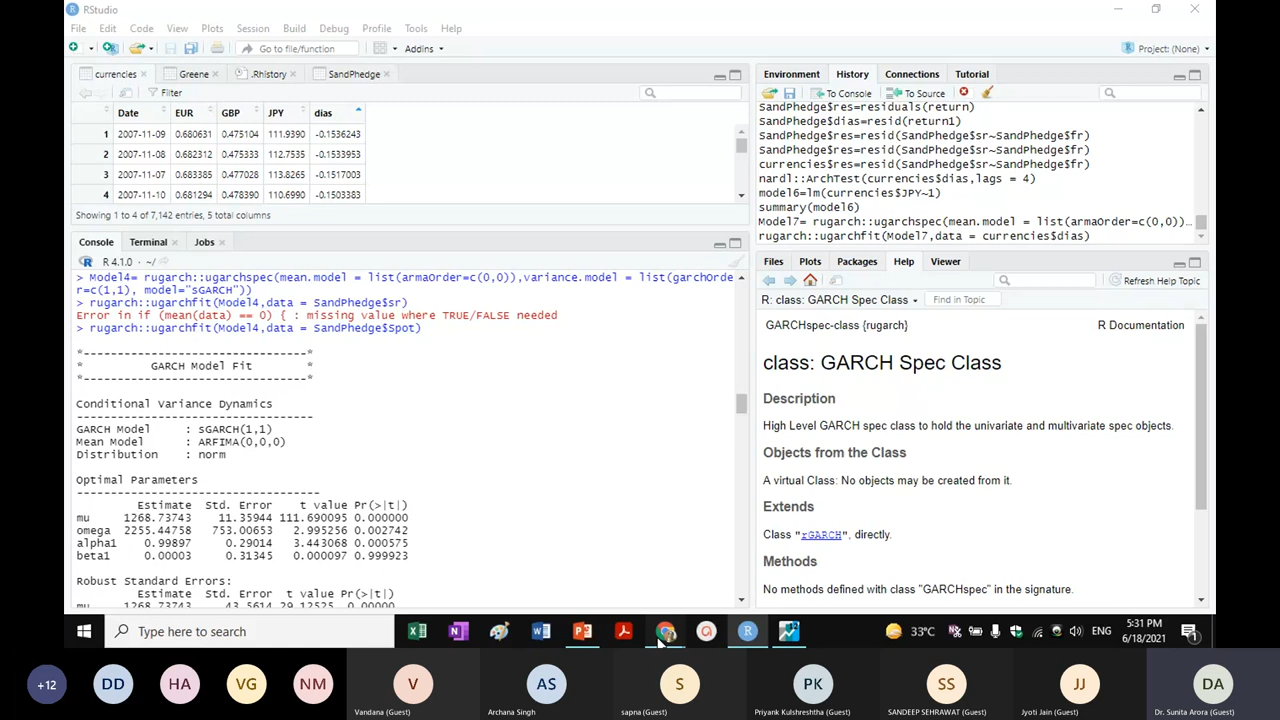 RStudio
File Edit Code View Plots Session Build Debug Profile Tools Help
Go to file/function Addins Project: (None)
currencies Greene .Rhistory SandPhedge
Filter
Date EUR GBP JPY dias
1 2007-11-09 0.680631 0.475104 111.9390 -0.1536243
2 2007-11-08 0.682312 0.475333 112.7535 -0.1533953
3 2007-11-07 0.683385 0.477028 113.8265 -0.1517003
4 2007-11-10 0.681294 0.478390 110.6990 -0.1503383
Showing 1 to 4 of 7,142 entries, 5 total columns
Console Terminal Jobs
R 4.1.0 · ~/
> Model4= rugarch::ugarchspec(mean.model = list(armaOrder=c(0,0)),variance.model = list(garchOrde
r=c(1,1), model="sGARCH"))
> rugarch::ugarchfit(Model4,data = SandPhedge$sr)
Error in if (mean(data) == 0) { : missing value where TRUE/FALSE needed
> rugarch::ugarchfit(Model4,data = SandPhedge$Spot)
*---------------------------------*
* GARCH Model Fit *
*---------------------------------*
Conditional Variance Dynamics
-----------------------------------
GARCH Model : sGARCH(1,1)
Mean Model : ARFIMA(0,0,0)
Distribution : norm
Optimal Parameters
------------------------------------
Estimate Std. Error t value Pr(>|t|)
mu 1268.73743 11.35944 111.690095 0.000000
omega 2255.44758 753.00653 2.995256 0.002742
alpha1 0.99897 0.29014 3.443068 0.000575
beta1 0.00003 0.31345 0.000097 0.999923
Robust Standard Errors:
Estimate Std. Error t value Pr(>|t|)
mu 1268.73743 43.5614 29.12525 0.00000
Environment History Connections Tutorial
To Console To Source
SandPhedge$res=residuals(return)
SandPhedge$dias=resid(return1)
SandPhedge$res=resid(SandPhedge$sr~SandPhedge$fr)
SandPhedge$res=resid(SandPhedge$sr~SandPhedge$fr)
currencies$res=resid(SandPhedge$sr~SandPhedge$fr)
nardl::ArchTest(currencies$dias,lags = 4)
model6=lm(currencies$JPY~1)
summary(model6)
Model7= rugarch::ugarchspec(mean.model = list(armaOrder=c(0,0))...
rugarch::ugarchfit(Model7,data = currencies$dias)
Files Plots Packages Help Viewer
Refresh Help Topic
R: class: GARCH Spec Class Find in Topic
GARCHspec-class {rugarch} R Documentation
class: GARCH Spec Class
Description
High Level GARCH spec class to hold the univariate and multivariate spec objects.
Objects from the Class
A virtual Class: No objects may be created from it.
Extends
Class "rGARCH", directly.
Methods
No methods defined with class "GARCHspec" in the signature.
Type here to search
33°C ENG 5:31 PM
6/18/2021
1
+12 DD HA VG NM V AS S PK SS JJ DA
Vandana (Guest) Archana Singh sapna (Guest) Priyank Kulshreshtha (Guest) SANDEEP SEHRAWAT (Guest) Jyoti Jain (Guest) Dr. Sunita Arora (Guest)